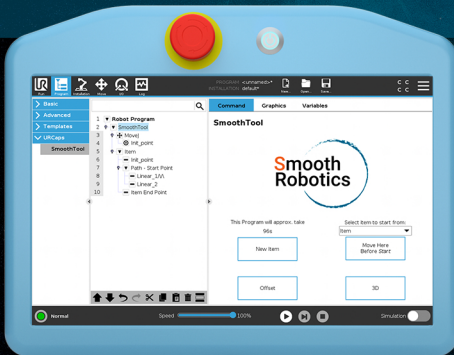 Run
Program
Installation
Move
I/O
Log
PROGRAM <unnamed>*
INSTALLATION default*
New...
Open...
Save...
C C
C C
Basic
Advanced
Templates
URCaps
SmoothTool
1 Robot Program
2 SmoothTool
3 MoveJ
4 Init_point
5 Item
6 Init_point
7 Path - Start Point
8 Linear_1/\/\
9 Linear_2
10 Item End Point
Command
Graphics
Variables
SmoothTool
Smooth
Robotics
This Program will approx. take
96s
Select item to start from:
Item
New Item
Move Here
Before Start
Offset
3D
Normal
Speed
100%
Simulation